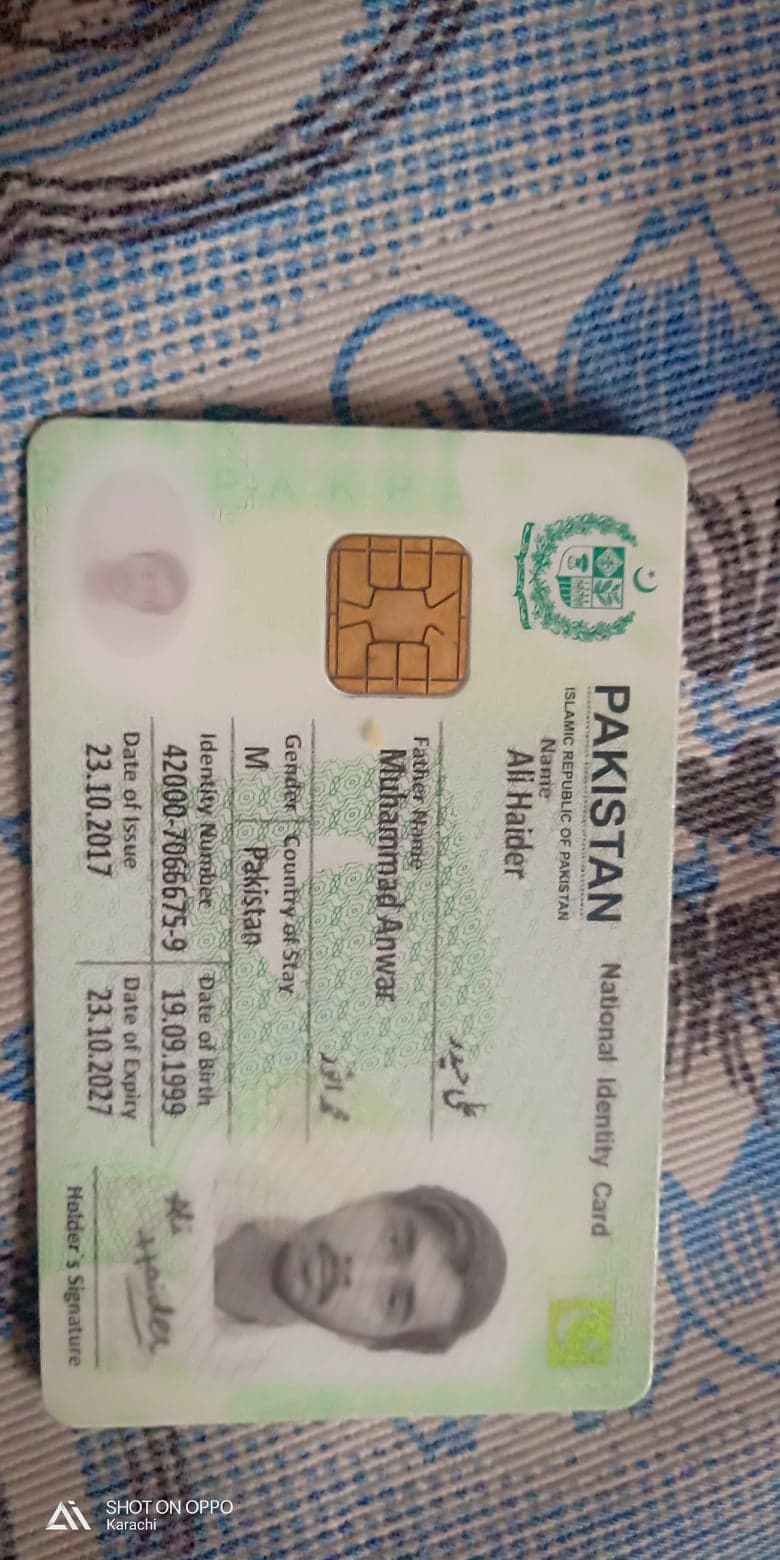 PAKISTAN National Identity Card
ISLAMIC REPUBLIC OF PAKISTAN
Name
Ali Haider
علی حیدر
Father Name
Muhammad Anwar
محمد انور
Gender Country of Stay
M Pakistan
Identity Number Date of Birth
42000-7066675-9 19.09.1999
Date of Issue Date of Expiry
23.10.2017 23.10.2027
Ali Haider
Holder's Signature
PAK
SHOT ON OPPO
Karachi